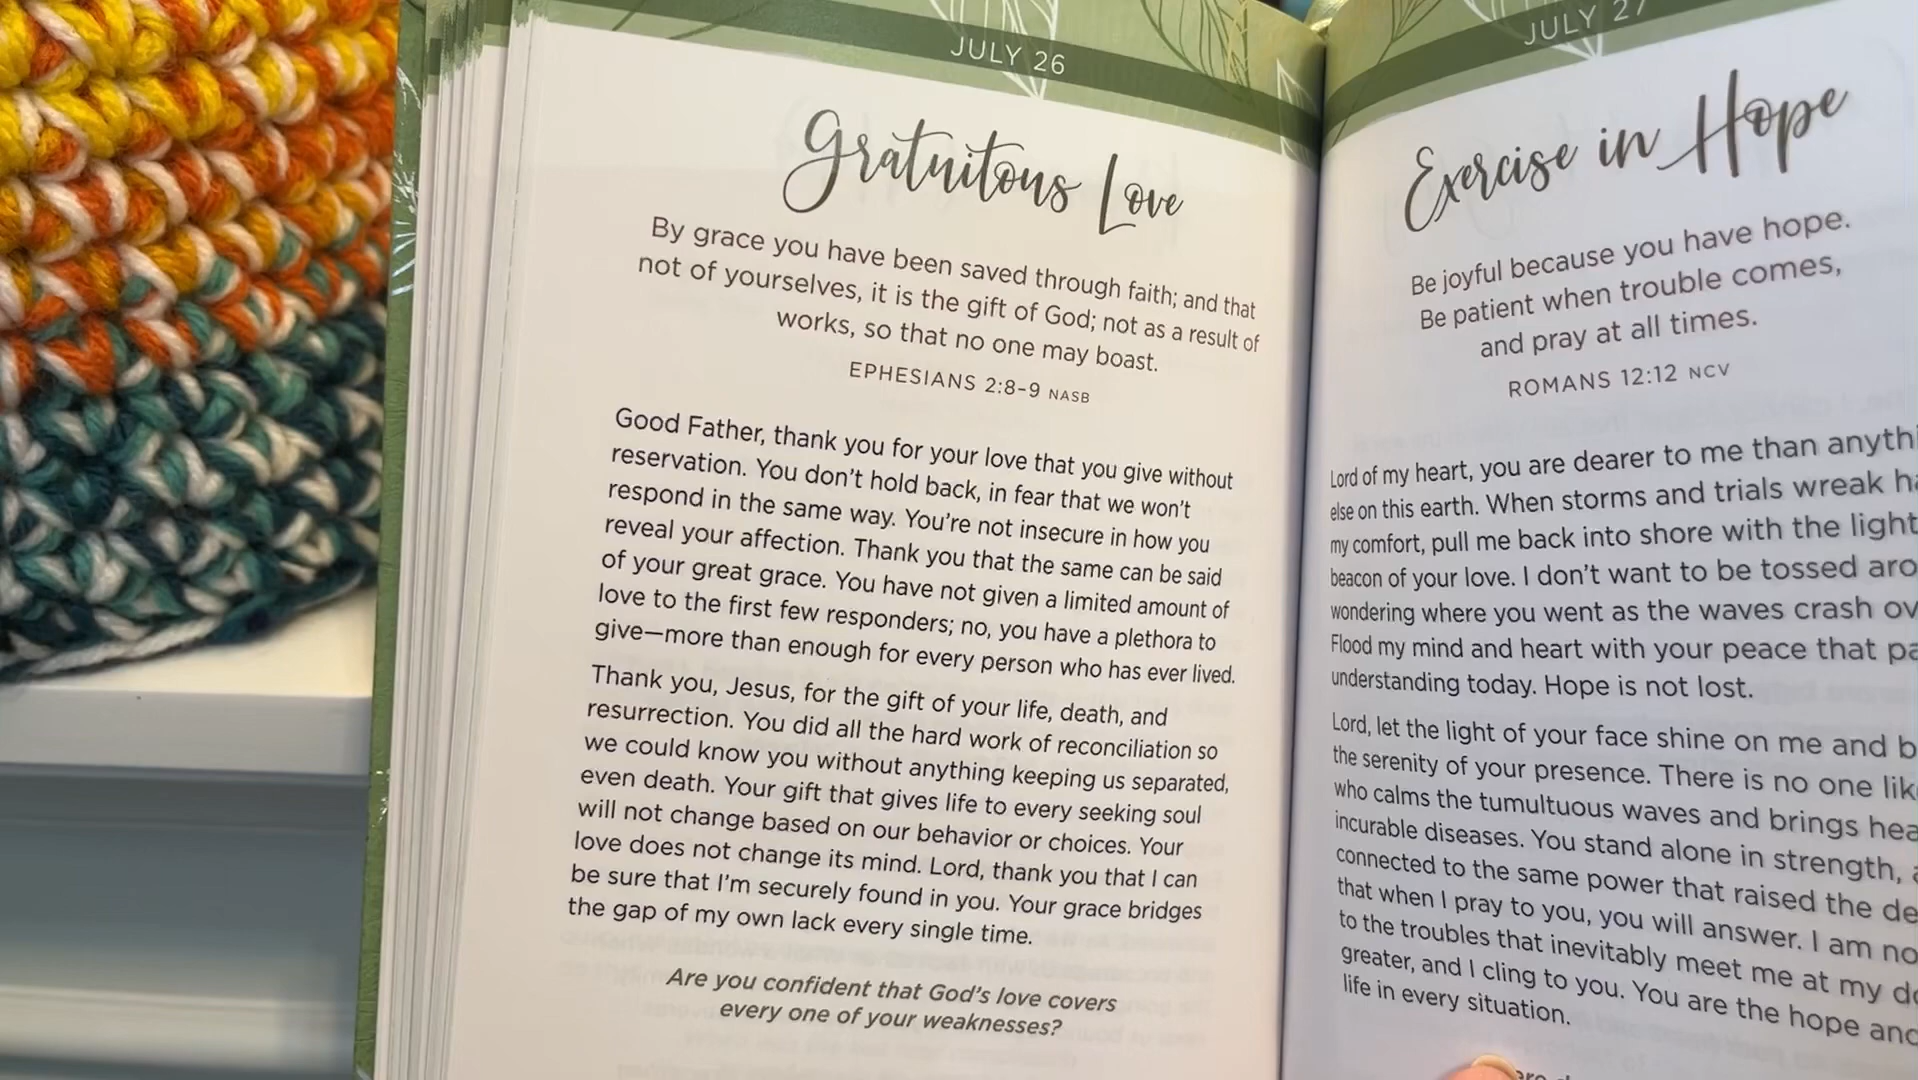 JULY 26
Gratuitous Love
By grace you have been saved through faith; and that
not of yourselves, it is the gift of God; not as a result of
works, so that no one may boast.
EPHESIANS 2:8–9 NASB
Good Father, thank you for your love that you give without
reservation. You don't hold back, in fear that we won't
respond in the same way. You're not insecure in how you
reveal your affection. Thank you that the same can be said
of your great grace. You have not given a limited amount of
love to the first few responders; no, you have a plethora to
give—more than enough for every person who has ever lived.
Thank you, Jesus, for the gift of your life, death, and
resurrection. You did all the hard work of reconciliation so
we could know you without anything keeping us separated,
even death. Your gift that gives life to every seeking soul
will not change based on our behavior or choices. Your
love does not change its mind. Lord, thank you that I can
be sure that I'm securely found in you. Your grace bridges
the gap of my own lack every single time.
Are you confident that God's love covers
every one of your weaknesses?
JULY 27
Exercise in Hope
Be joyful because you have hope.
Be patient when trouble comes,
and pray at all times.
ROMANS 12:12 NCV
Lord of my heart, you are dearer to me than
else on this earth. When storms and trials wreak
my comfort, pull me back into shore with the light
beacon of your love. I don't want to be tossed
wondering where you went as the waves crash
Flood my mind and heart with your peace that
understanding today. Hope is not lost.
Lord, let the light of your face shine on me and
the serenity of your presence. There is no one
who calms the tumultuous waves and brings
incurable diseases. You stand alone in strength,
connected to the same power that raised the
that when I pray to you, you will answer. I am
to the troubles that inevitably meet me at my
greater, and I cling to you. You are the hope
life in every situation.